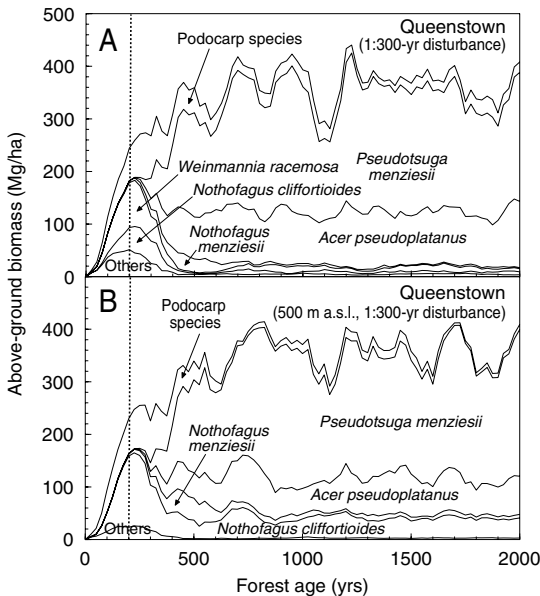 A
Queenstown
(1:300-yr disturbance)
Podocarp species
Weinmannia racemosa
Nothofagus cliffortioides
Nothofagus
menziesii
Others
Pseudotsuga
menziesii
Acer pseudoplatanus
500
400
300
200
100
0
Above-ground biomass (Mg/ha)
B
Queenstown
(500 m a.s.l., 1:300-yr disturbance)
Podocarp
species
Nothofagus
menziesii
Others
Pseudotsuga menziesii
Acer pseudoplatanus
Nothofagus cliffortioides
400
300
200
100
0
0 500 1000 1500 2000
Forest age (yrs)